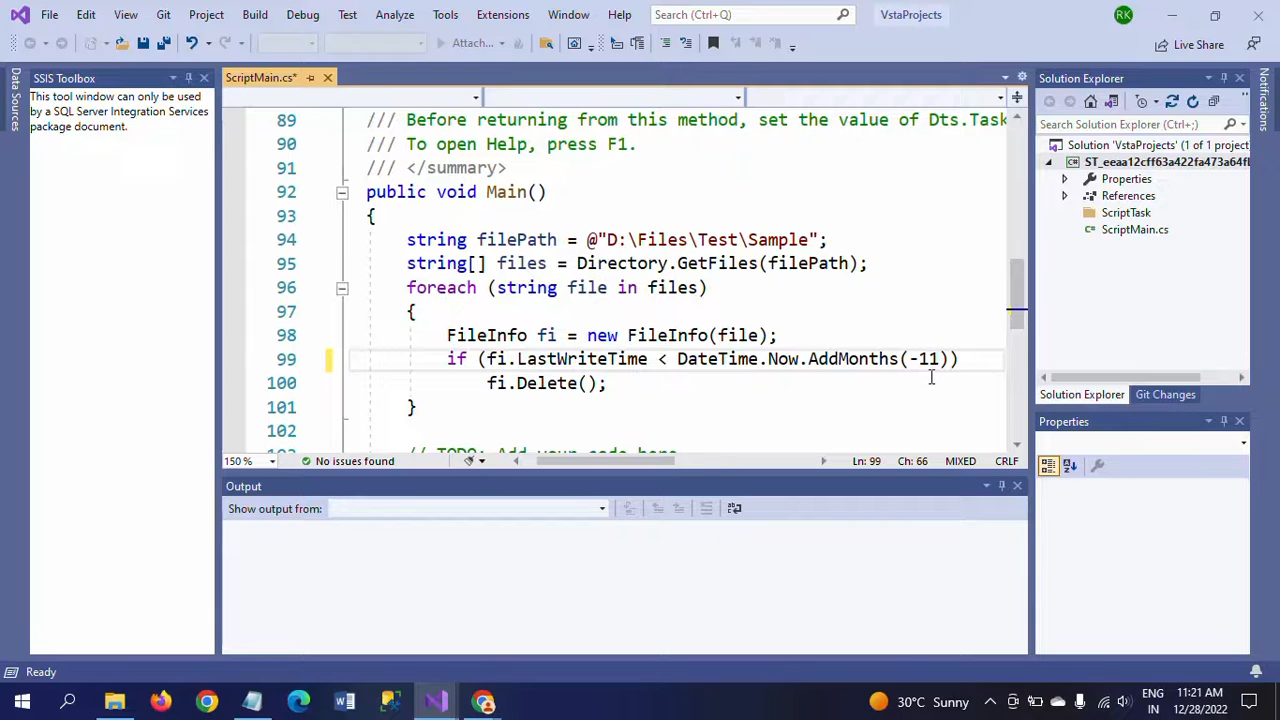 File Edit View Git Project Build Debug Test Analyze Tools Extensions Window Help Search (Ctrl+Q) VstaProjects RK
Attach... Live Share
Data Sources
SSIS Toolbox
This tool window can only be used
by a SQL Server Integration Services
package document.
ScriptMain.cs*
89 /// Before returning from this method, set the value of Dts.Task
90 /// To open Help, press F1.
91 /// </summary>
92 public void Main()
93 {
94 string filePath = @"D:\Files\Test\Sample";
95 string[] files = Directory.GetFiles(filePath);
96 foreach (string file in files)
97 {
98 FileInfo fi = new FileInfo(file);
99 if (fi.LastWriteTime < DateTime.Now.AddMonths(-11))
100 fi.Delete();
101 }
102
// TODO: Add your code here
150 % No issues found Ln: 99 Ch: 66 MIXED CRLF
Output
Show output from:
Solution Explorer
Search Solution Explorer (Ctrl+;)
Solution 'VstaProjects' (1 of 1 project)
ST_eeaa12cff63a422fa473a64f
Properties
References
ScriptTask
ScriptMain.cs
Solution Explorer Git Changes
Properties
Notifications
Ready
30°C Sunny
ENG
IN
11:21 AM
12/28/2022